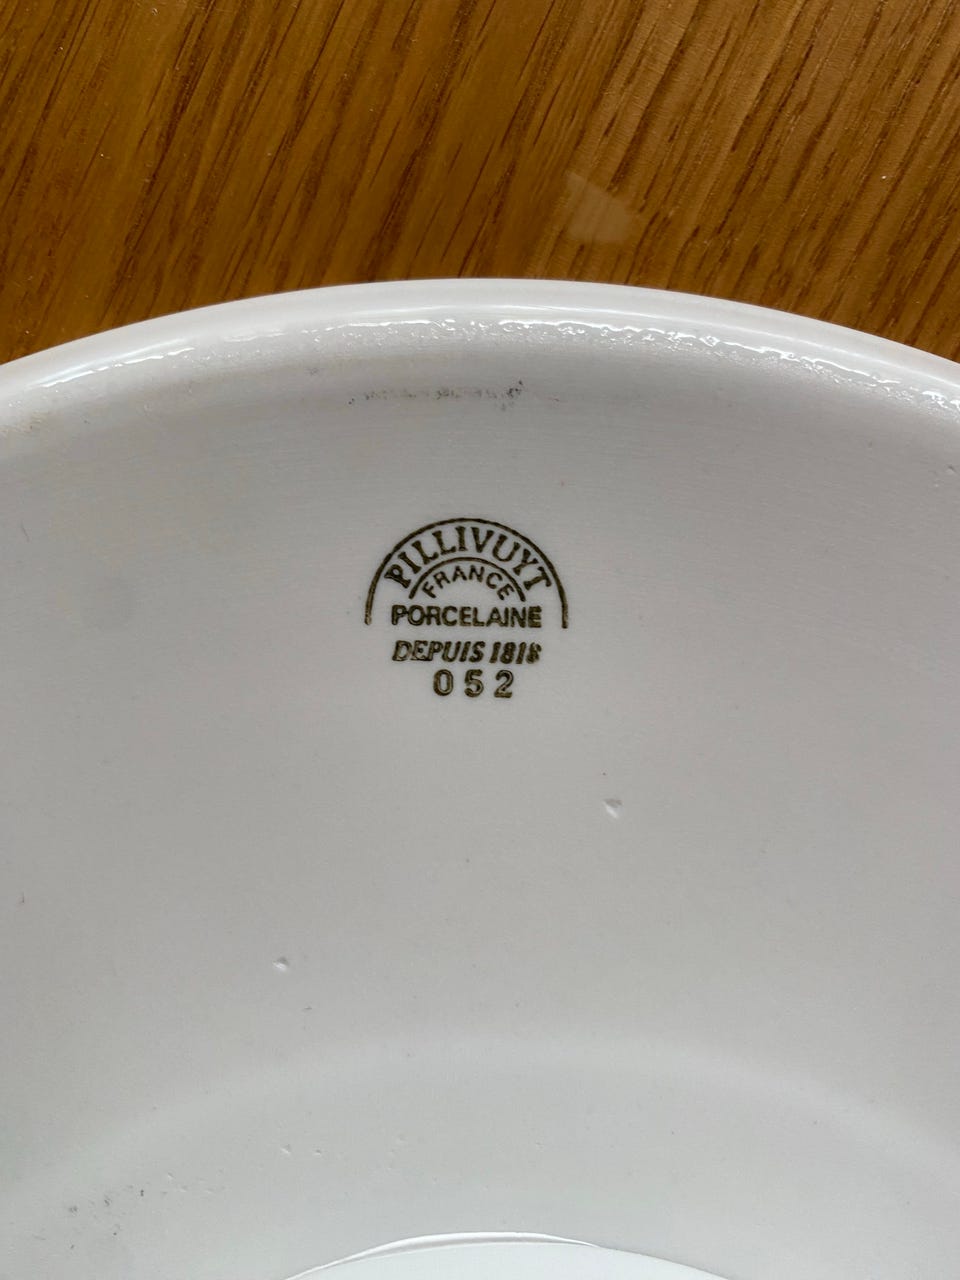 PILLIVUYT
FRANCE
PORCELAINE
DEPUIS 1818
052